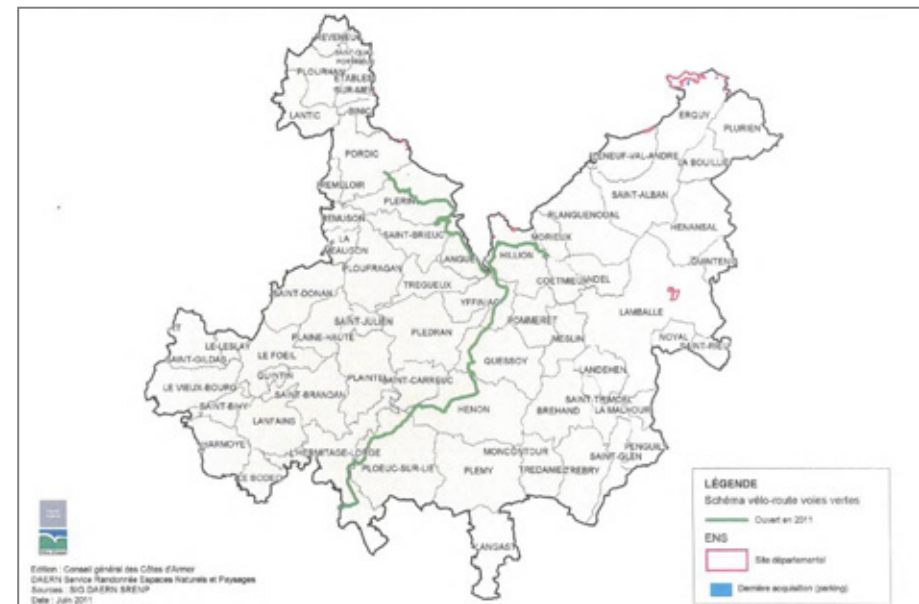 PLOURHAN
ETABLES
SUR-MER
LANTIC
BINIC
PORDIC
TREMELOIR
PLERIN
TREMUSON
SAINT-BRIEUC
LA
MEAUGON
PLOUFRAGAN
LANGUE
TREGUEUX
YFFINIAC
HILLION
MORIEUX
PLANGUENOUAL
COETMIEUX
ANDEL
ERQUY
PLURIEN
PLENEUF-VAL-ANDRE
LA BOUILLIE
SAINT-ALBAN
HENANSAL
QUINTENIC
LAMBALLE
NOYAL
SAINT-RIEUL
SAINT-DONAN
SAINT-JULIEN
PLAINE-HAUTE
PLEDRAN
POMMERET
MESLIN
QUESSOY
LANDEHEN
LE-LESLAY
SAINT-GILDAS
LE FOEIL
QUINTIN
LE VIEUX-BOURG
SAINT-BRANDAN
PLAINTEL
SAINT-CARREUC
SAINT-BIHY
LANFAINS
HENON
BREHAND
SAINT-TRIMOEL
LA MALHOURE
PENGUILY
SAINT-GLEN
HARMOYE
L'HERMITAGE-LORGE
MONCONTOUR
TREDANIEL
TREBRY
LE BODEO
PLOEUC-SUR-LIE
PLEMY
LANGAST
LÉGENDE
Schéma vélo-route voies vertes
Ouvert en 2011
ENS
Site départemental
Dernière acquisition (parking)
Edition : Conseil général des Côtes d'Armor
DAERN Service Randonnée Espaces Naturels et Paysages
Sources : SIG DAERN SRENP
Date : Juin 2011